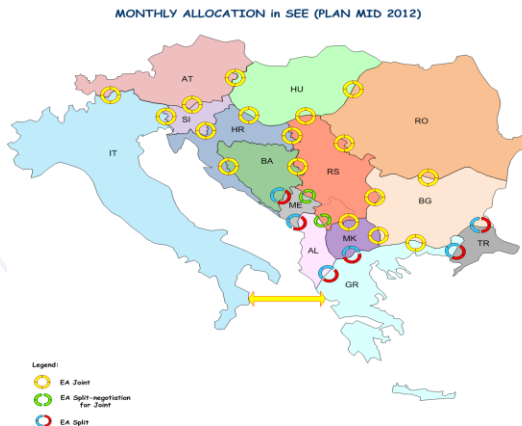 MONTHLY ALLOCATION in SEE (PLAN MID 2012)
AT
HU
SI
RO
HR
IT
BA
RS
ME
BG
MK
TR
AL
GR
Legend:
EA Joint
EA Split-negotiation
for Joint
EA Split